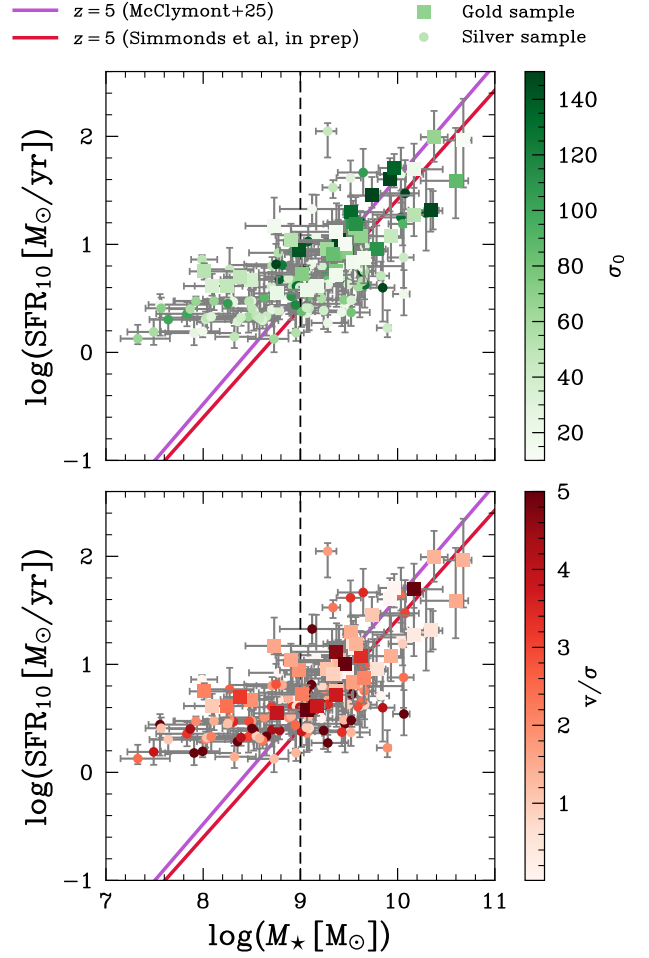 z = 5 (McClymont+25)
z = 5 (Simmonds et al, in prep)
Gold sample
Silver sample
log(SFR₁₀ [M⊙/yr])
2
1
0
−1
140
120
100
80
60
40
20
σ₀
log(SFR₁₀ [M⊙/yr])
2
1
0
−1
7
8
9
10
11
log(M⋆ [M⊙])
5
4
3
2
1
v/σ